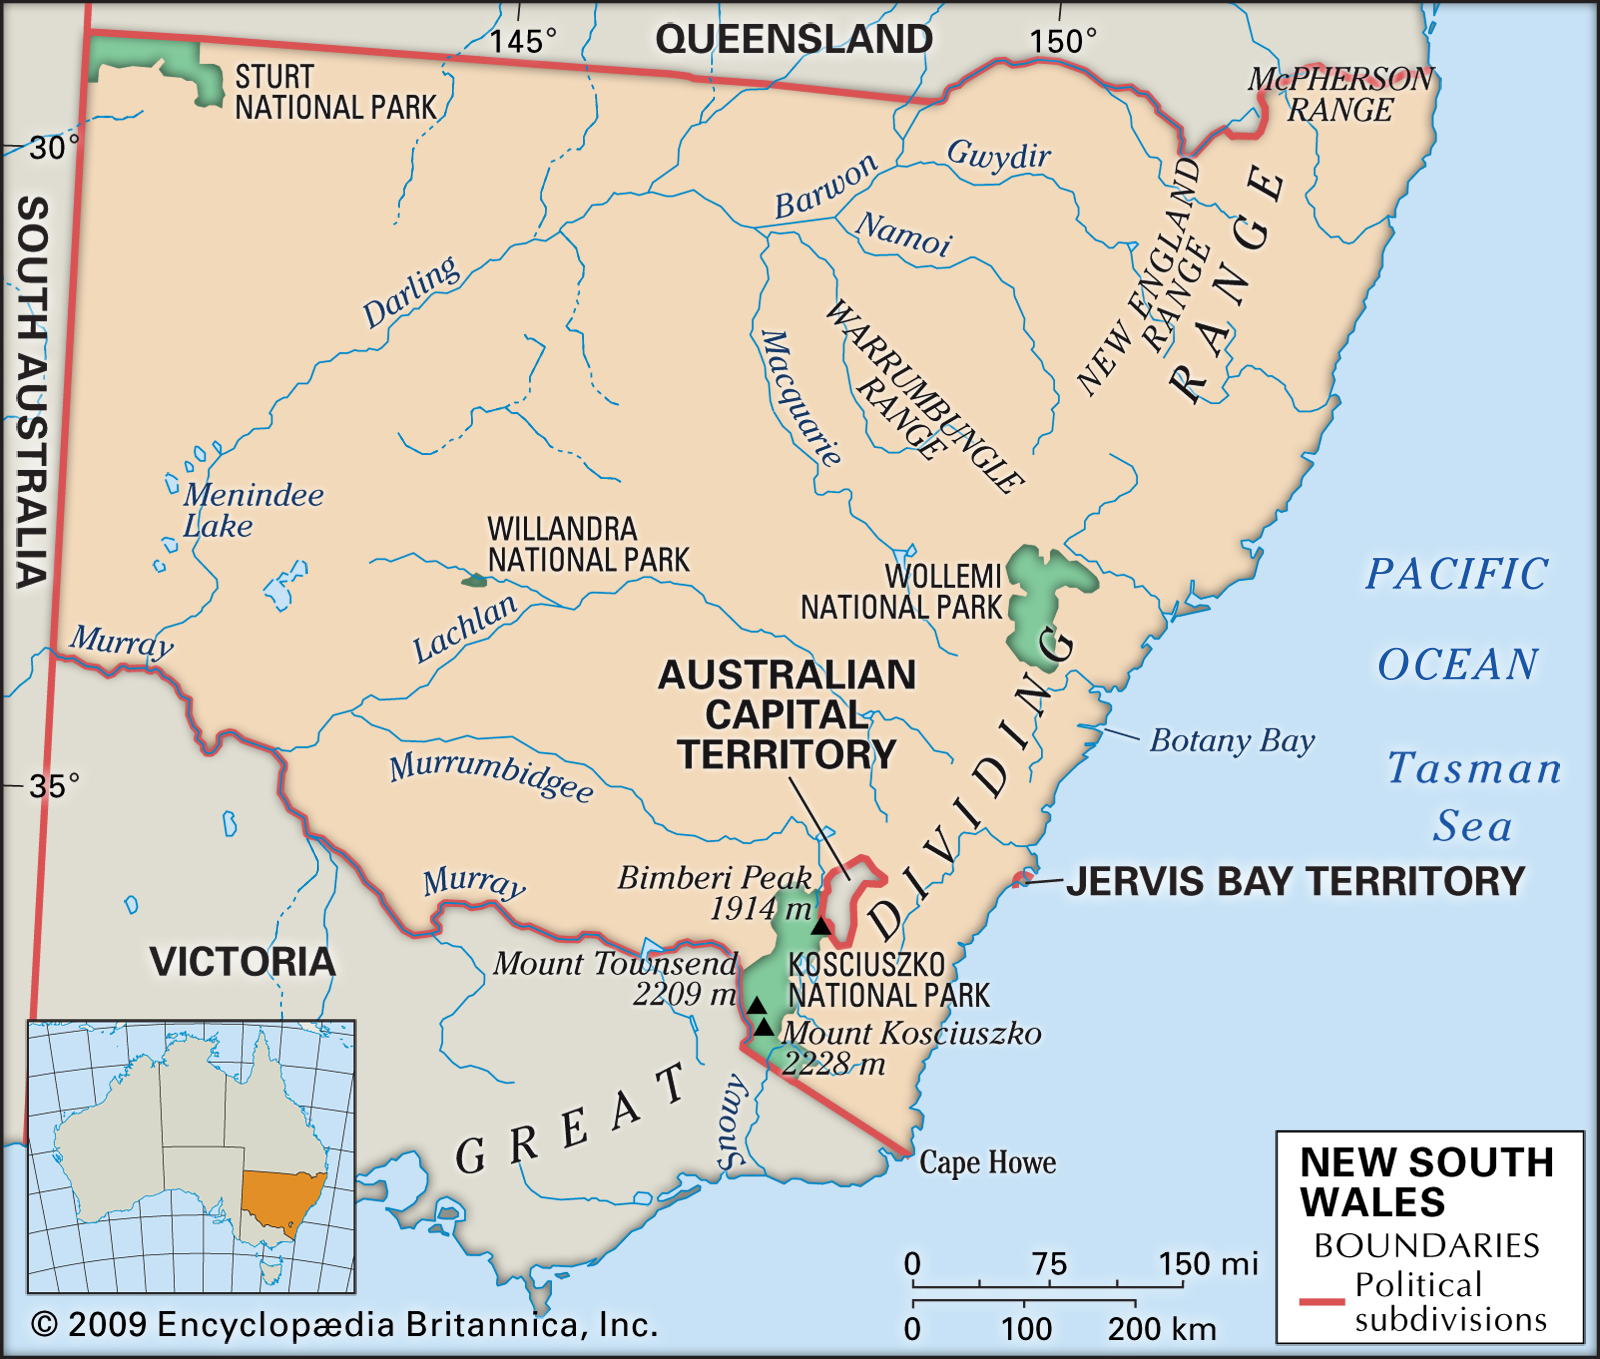 145°
QUEENSLAND
150°
STURT
NATIONAL PARK
McPHERSON
RANGE
30°
Gwydir
Barwon
Namoi
NEW ENGLAND
RANGE
RANGE
SOUTH AUSTRALIA
Darling
Macquarie
WARRUMBUNGLE
RANGE
Menindee
Lake
WILLANDRA
NATIONAL PARK
WOLLEMI
NATIONAL PARK
PACIFIC
OCEAN
Lachlan
Murray
AUSTRALIAN
CAPITAL
TERRITORY
DIVIDING
Botany Bay
Tasman
Sea
35°
Murrumbidgee
Murray
Bimberi Peak
1914 m
JERVIS BAY TERRITORY
VICTORIA
Mount Townsend
2209 m
KOSCIUSZKO
NATIONAL PARK
Mount Kosciuszko
2228 m
GREAT
Snowy
Cape Howe
NEW SOUTH
WALES
BOUNDARIES
Political
subdivisions
0 75 150 mi
0 100 200 km
© 2009 Encyclopædia Britannica, Inc.